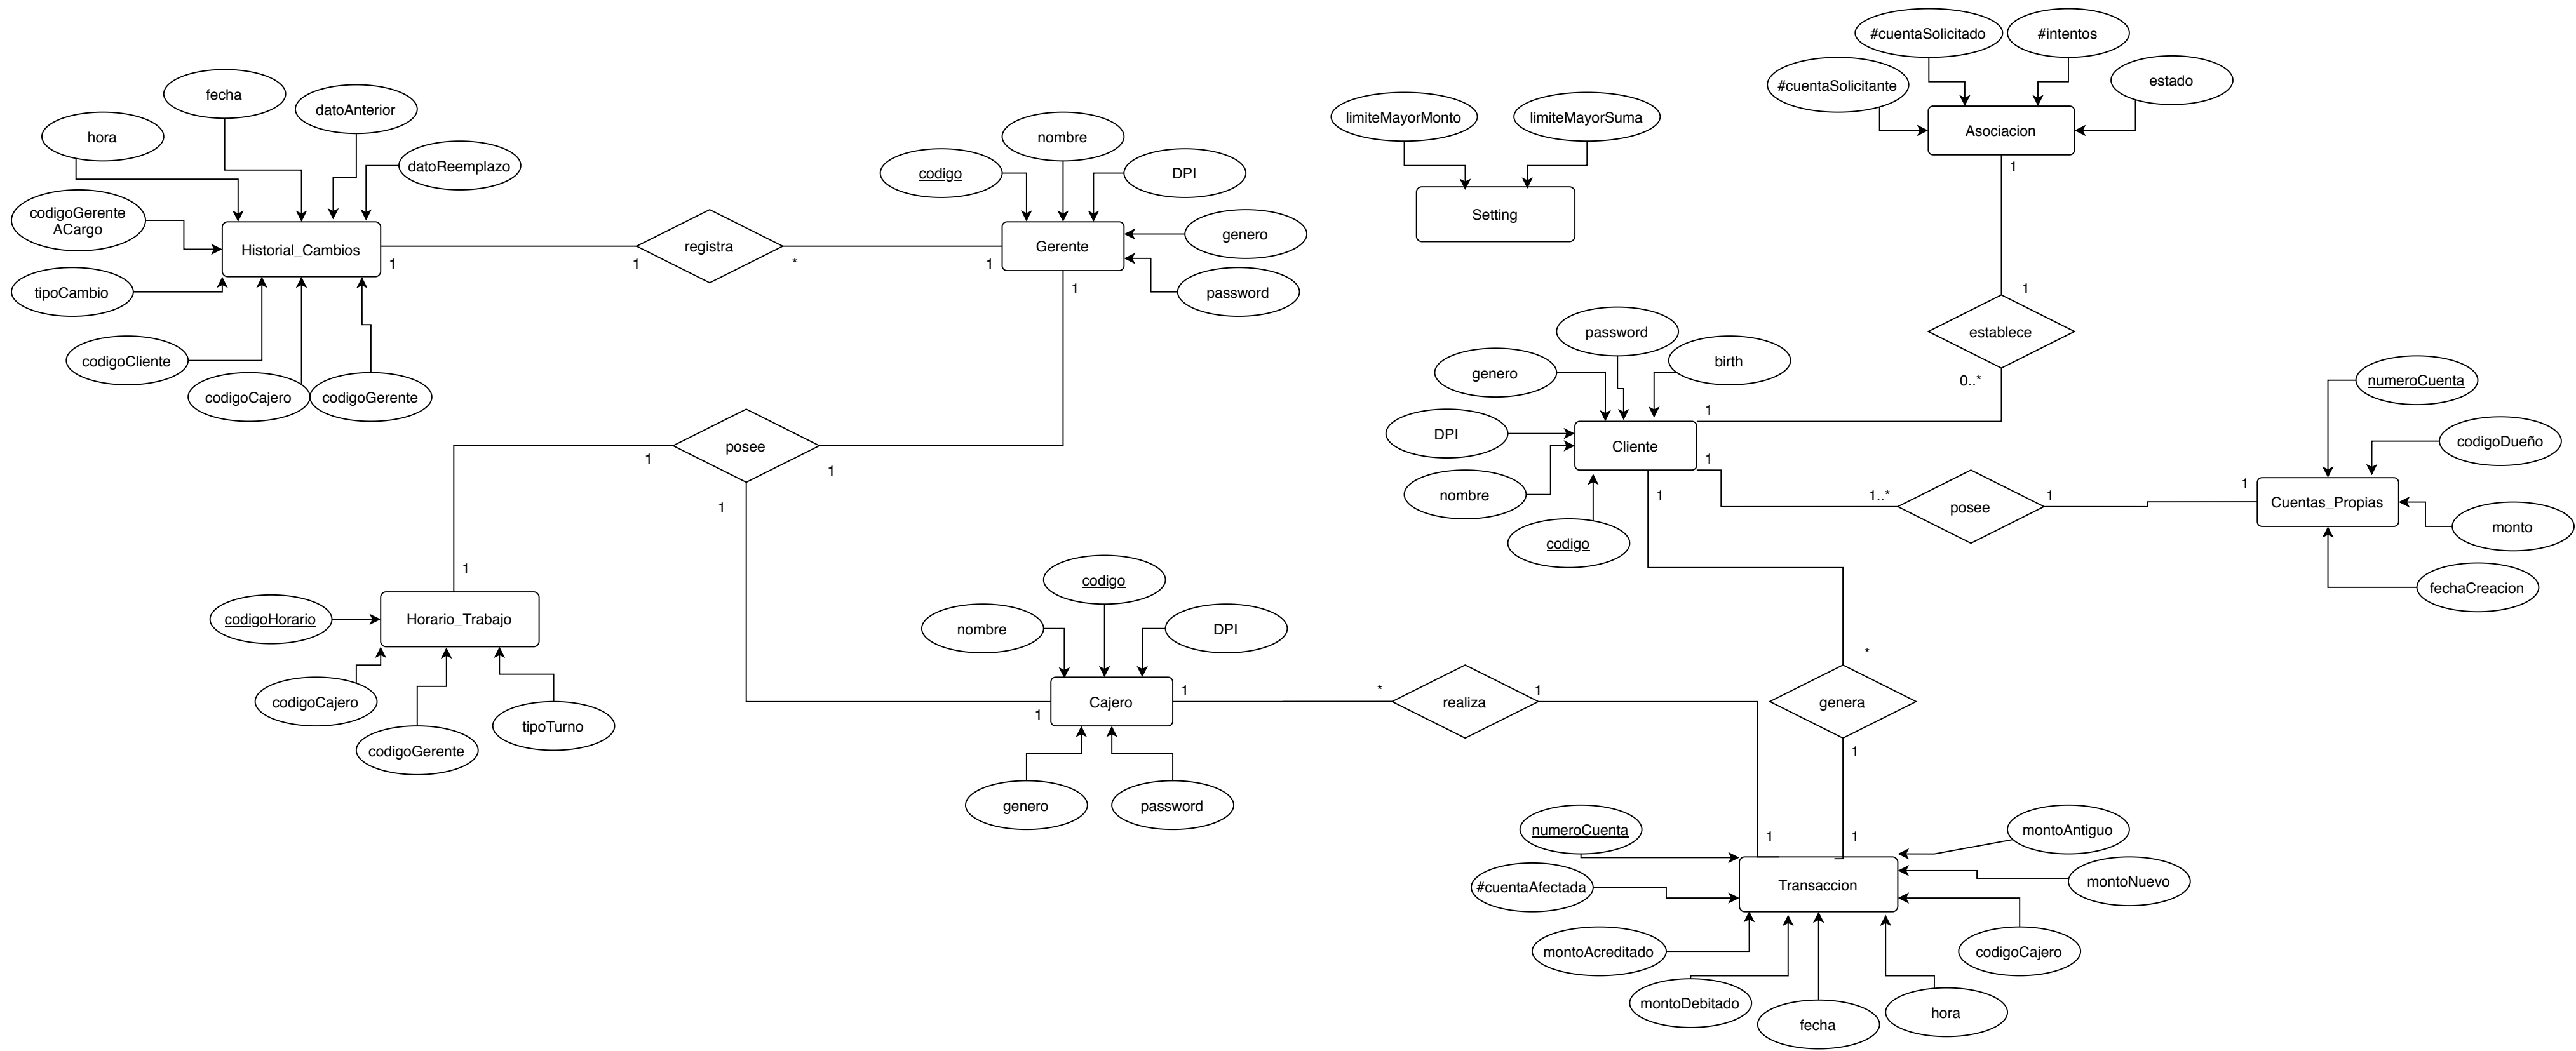 #cuentaSolicitado
#intentos
#cuentaSolicitante
estado
Asociacion
1
fecha
datoAnterior
hora
datoReemplazo
codigoGerente
ACargo
Historial_Cambios
tipoCambio
codigoCliente
codigoCajero
codigoGerente
1
1
registra
*
1
nombre
codigo
DPI
genero
Gerente
password
1
limiteMayorMonto
limiteMayorSuma
Setting
1
establece
0..*
password
birth
genero
DPI
Cliente
nombre
codigo
1
1
1
1..*
posee
1
1
numeroCuenta
codigoDueño
Cuentas_Propias
monto
fechaCreacion
posee
1
1
1
1
codigoHorario
Horario_Trabajo
codigoCajero
codigoGerente
tipoTurno
codigo
nombre
DPI
Cajero
1
1
genero
password
*
realiza
1
*
genera
1
1
1
numeroCuenta
montoAntiguo
#cuentaAfectada
Transaccion
montoNuevo
montoAcreditado
codigoCajero
montoDebitado
fecha
hora